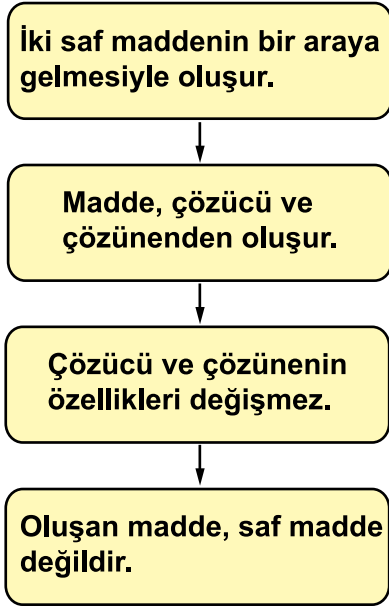 İki saf maddenin bir araya
gelmesiyle oluşur.
Madde, çözücü ve
çözünenden oluşur.
Çözücü ve çözünenin
özellikleri değişmez.
Oluşan madde, saf madde
değildir.